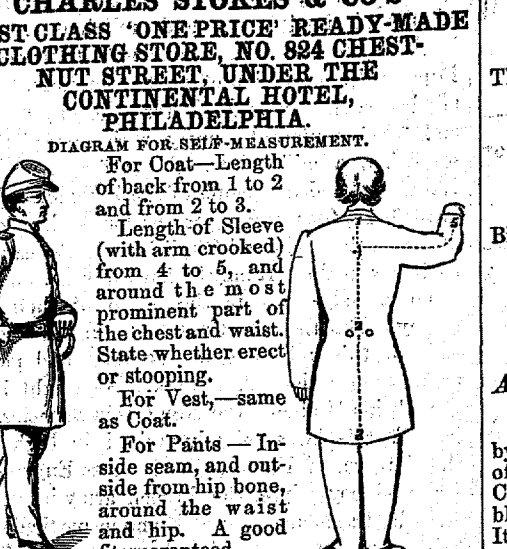 CHARLES STOKES & CO'S
ST CLASS 'ONE PRICE' READY-MADE
CLOTHING STORE, NO. 824 CHEST-
NUT STREET, UNDER THE
CONTINENTAL HOTEL,
PHILADELPHIA.
DIAGRAM FOR SELF-MEASUREMENT.
For Coat—Length
of back from 1 to 2
and from 2 to 3.
Length of Sleeve
(with arm crooked)
from 4 to 5, and
around the most
prominent part of
the chest and waist.
State whether erect
or stooping.
For Vest,—same
as Coat.
For Pants — In-
side seam, and out-
side from hip bone,
around the waist
and hip. A good